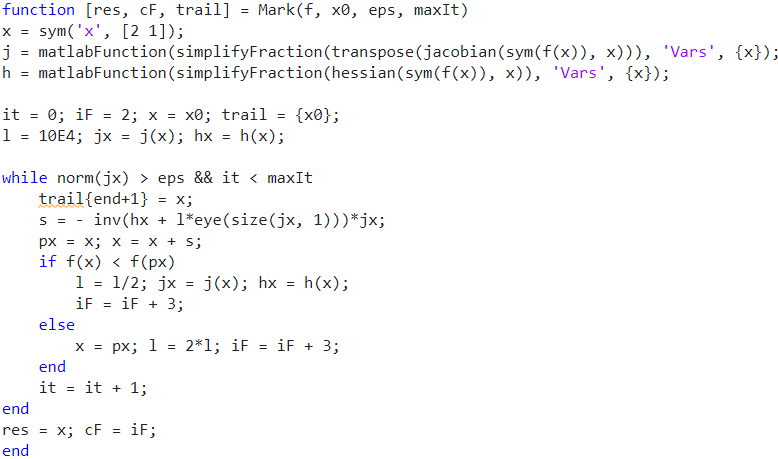 function [res, cF, trail] = Mark(f, x0, eps, maxIt)
x = sym('x', [2 1]);
j = matlabFunction(simplifyFraction(transpose(jacobian(sym(f(x)), x))), 'Vars', {x});
h = matlabFunction(simplifyFraction(hessian(sym(f(x)), x)), 'Vars', {x});
it = 0; iF = 2; x = x0; trail = {x0};
l = 10E4; jx = j(x); hx = h(x);
while norm(jx) > eps && it < maxIt
trail{end+1} = x;
s = - inv(hx + l*eye(size(jx, 1)))*jx;
px = x; x = x + s;
if f(x) < f(px)
l = l/2; jx = j(x); hx = h(x);
iF = iF + 3;
else
x = px; l = 2*l; iF = iF + 3;
end
it = it + 1;
end
res = x; cF = iF;
end